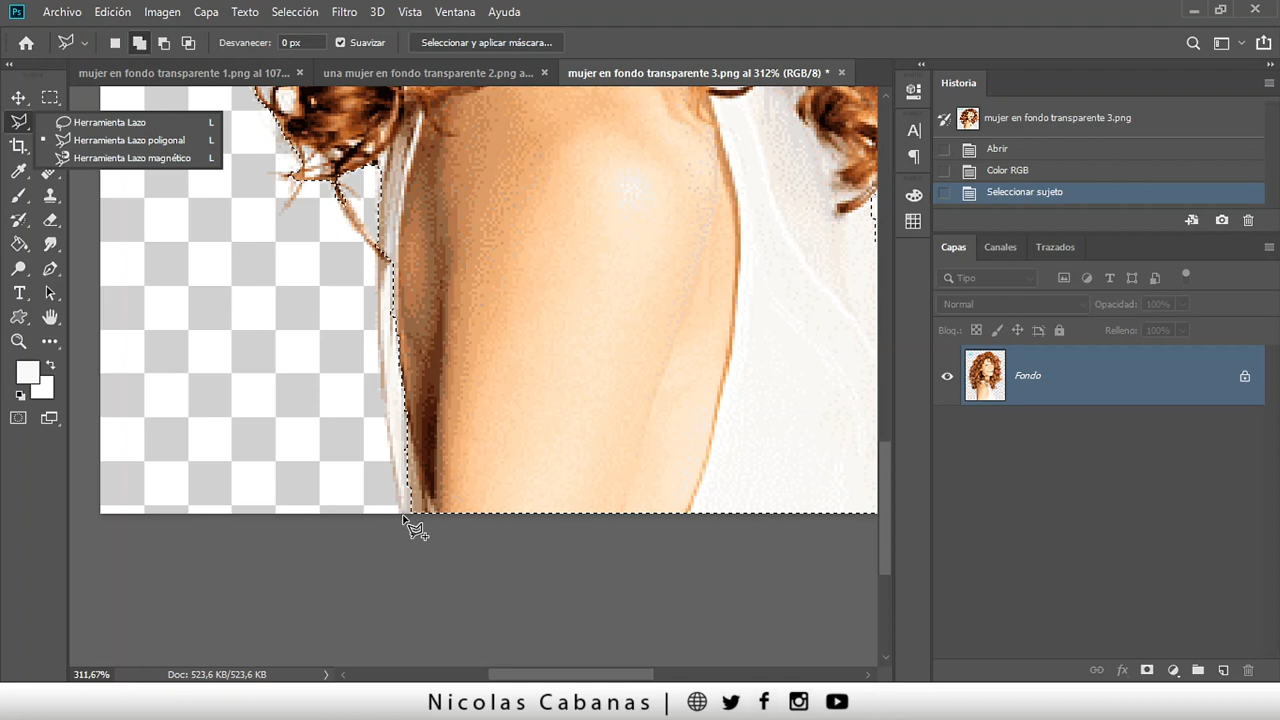 Ps Archivo Edición Imagen Capa Texto Selección Filtro 3D Vista Ventana Ayuda
Desvanecer: 0 px Suavizar Seleccionar y aplicar máscara...
mujer en fondo transparente 1.png al 107... × una mujer en fondo transparente 2.png a... × mujer en fondo transparente 3.png al 312% (RGB/8) * ×
Herramienta Lazo L
Herramienta Lazo poligonal L
Herramienta Lazo magnético L
Historia
mujer en fondo transparente 3.png
Abrir
Color RGB
Seleccionar sujeto
Capas Canales Trazados
Tipo
Normal Opacidad: 100%
Bloq.: Relleno: 100%
Fondo
311,67% Doc: 523,6 KB/523,6 KB
Nicolas Cabanas |